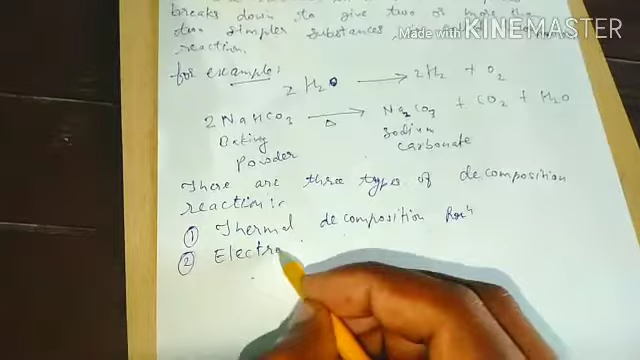 breaks down to give two or more than
two simpler substances
reaction.
Made with KINEMASTER
for example:
2 H2O → 2H2 + O2
2 NaHCO3 → Na2CO3 + CO2 + H2O
Δ
Baking Sodium
Powder carbonate
There are three types of decomposition
reaction:-
① Thermal decomposition
② Electro